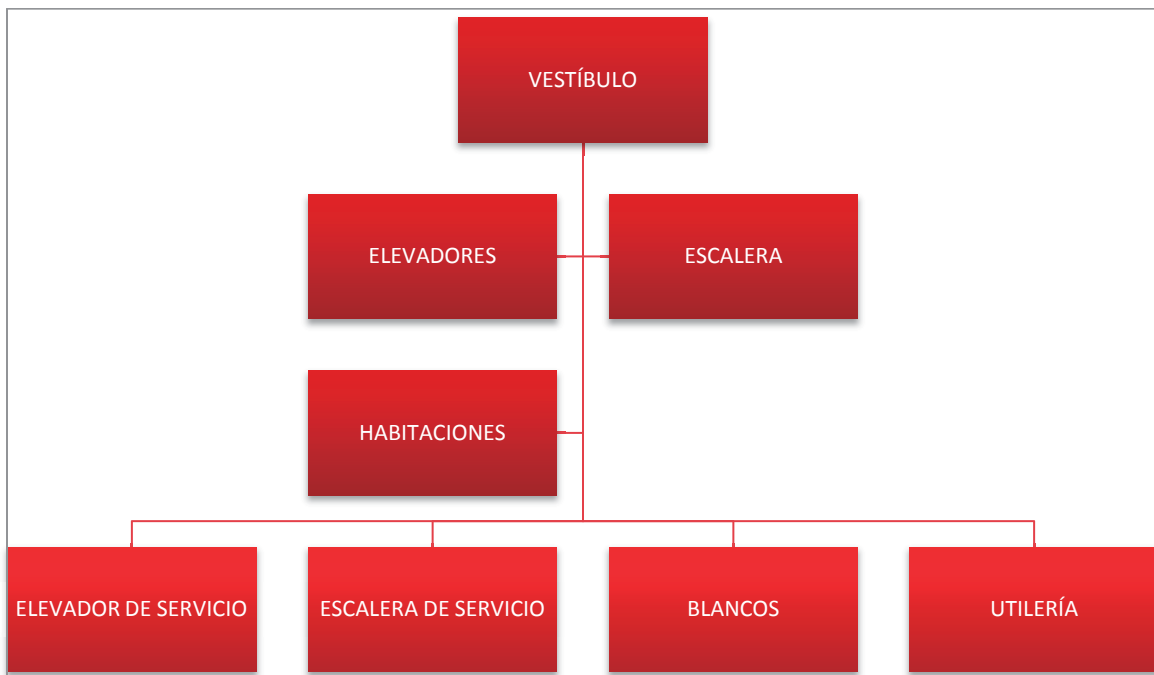 VESTÍBULO
ELEVADORES
ESCALERA
HABITACIONES
ELEVADOR DE SERVICIO
ESCALERA DE SERVICIO
BLANCOS
UTILERÍA